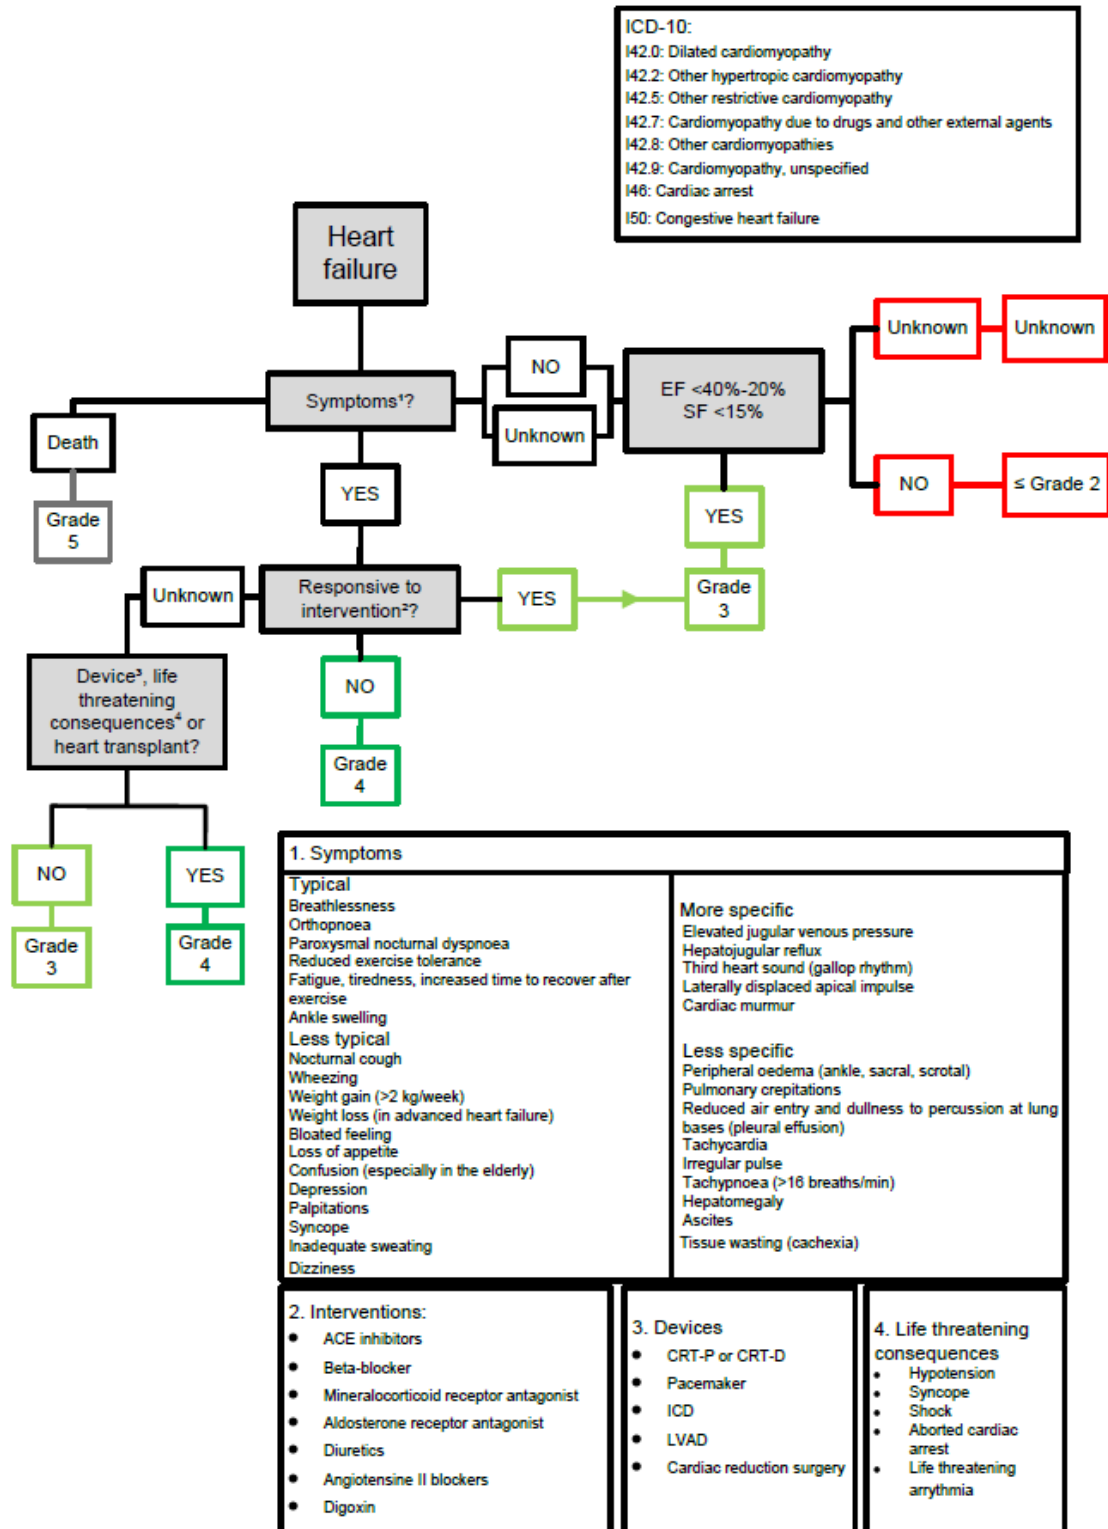 ICD-10:
I42.0: Dilated cardiomyopathy
I42.2: Other hypertropic cardiomyopathy
I42.5: Other restrictive cardiomyopathy
I42.7: Cardiomyopathy due to drugs and other external agents
I42.8: Other cardiomyopathies
I42.9: Cardiomyopathy, unspecified
I46: Cardiac arrest
I50: Congestive heart failure
Heart
failure
Symptoms¹?
NO
Unknown
EF <40%-20%
SF <15%
Unknown
Unknown
NO
≤ Grade 2
Death
Grade
5
YES
YES
Grade
3
Unknown
Responsive to
intervention²?
YES
Device³, life
threatening
consequences⁴ or
heart transplant?
NO
Grade
4
NO
Grade
3
YES
Grade
4
1. Symptoms
Typical
Breathlessness
Orthopnoea
Paroxysmal nocturnal dyspnoea
Reduced exercise tolerance
Fatigue, tiredness, increased time to recover after
exercise
Ankle swelling
Less typical
Nocturnal cough
Wheezing
Weight gain (>2 kg/week)
Weight loss (in advanced heart failure)
Bloated feeling
Loss of appetite
Confusion (especially in the elderly)
Depression
Palpitations
Syncope
Inadequate sweating
Dizziness
More specific
Elevated jugular venous pressure
Hepatojugular reflux
Third heart sound (gallop rhythm)
Laterally displaced apical impulse
Cardiac murmur
Less specific
Peripheral oedema (ankle, sacral, scrotal)
Pulmonary crepitations
Reduced air entry and dullness to percussion at lung
bases (pleural effusion)
Tachycardia
Irregular pulse
Tachypnoea (>16 breaths/min)
Hepatomegaly
Ascites
Tissue wasting (cachexia)
2. Interventions:
• ACE inhibitors
• Beta-blocker
• Mineralocorticoid receptor antagonist
• Aldosterone receptor antagonist
• Diuretics
• Angiotensine II blockers
• Digoxin
3. Devices
• CRT-P or CRT-D
• Pacemaker
• ICD
• LVAD
• Cardiac reduction surgery
4. Life threatening
consequences
• Hypotension
• Syncope
• Shock
• Aborted cardiac
arrest
• Life threatening
arrythmia